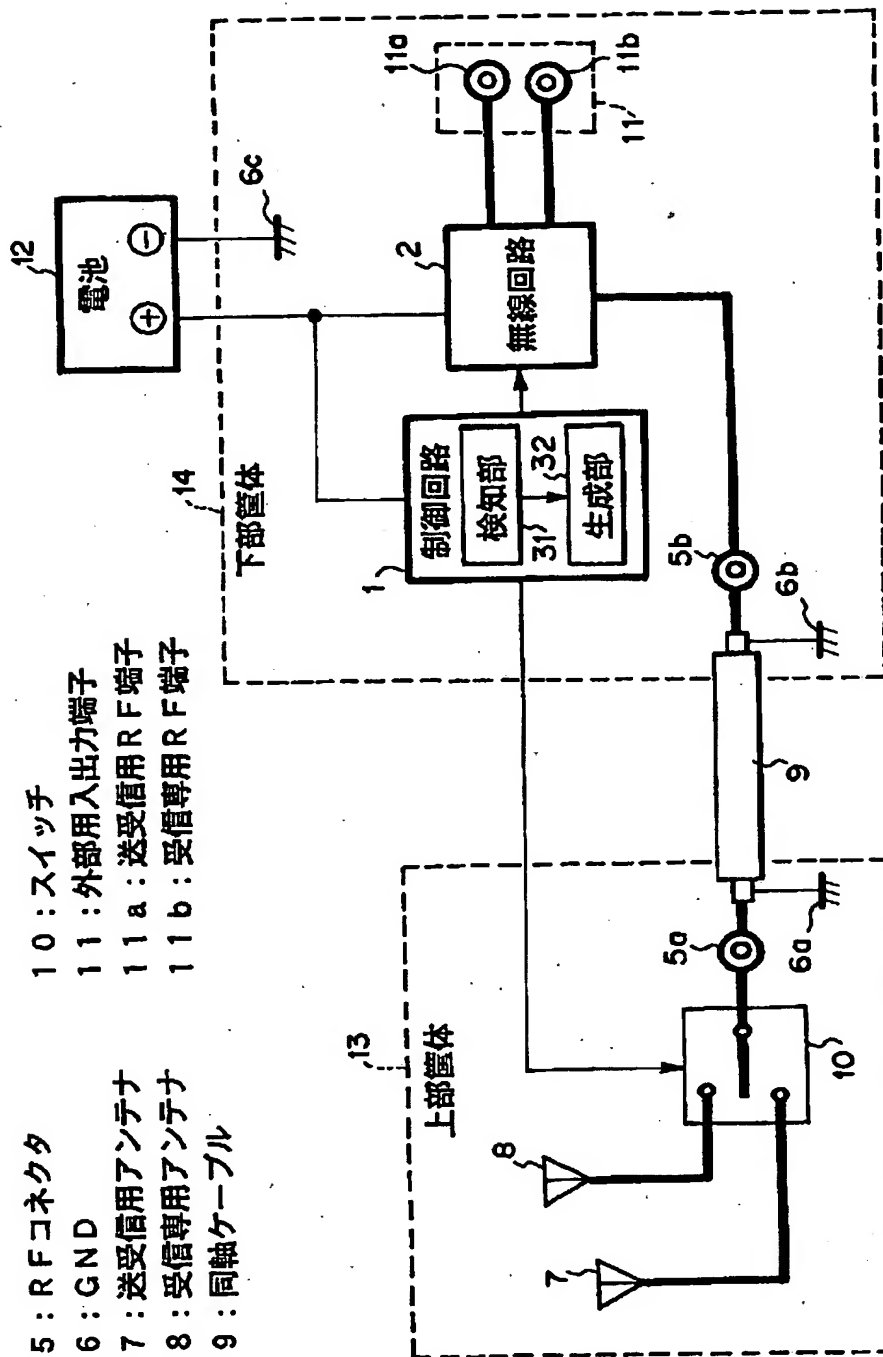 5：RFコネクタ
6：GND
7：送受信用アンテナ
8：受信専用アンテナ
9：同軸ケーブル
10：スイッチ
11：外部用入出力端子
11a：送受信用RF端子
11b：受信専用RF端子
13
上部筐体
7
8
10
5a
6a
9
14
下部筐体
5b
6b
1
制御回路
検知部
31
32
生成部
2
無線回路
12
電池
+
−
6c
11a
11b
11